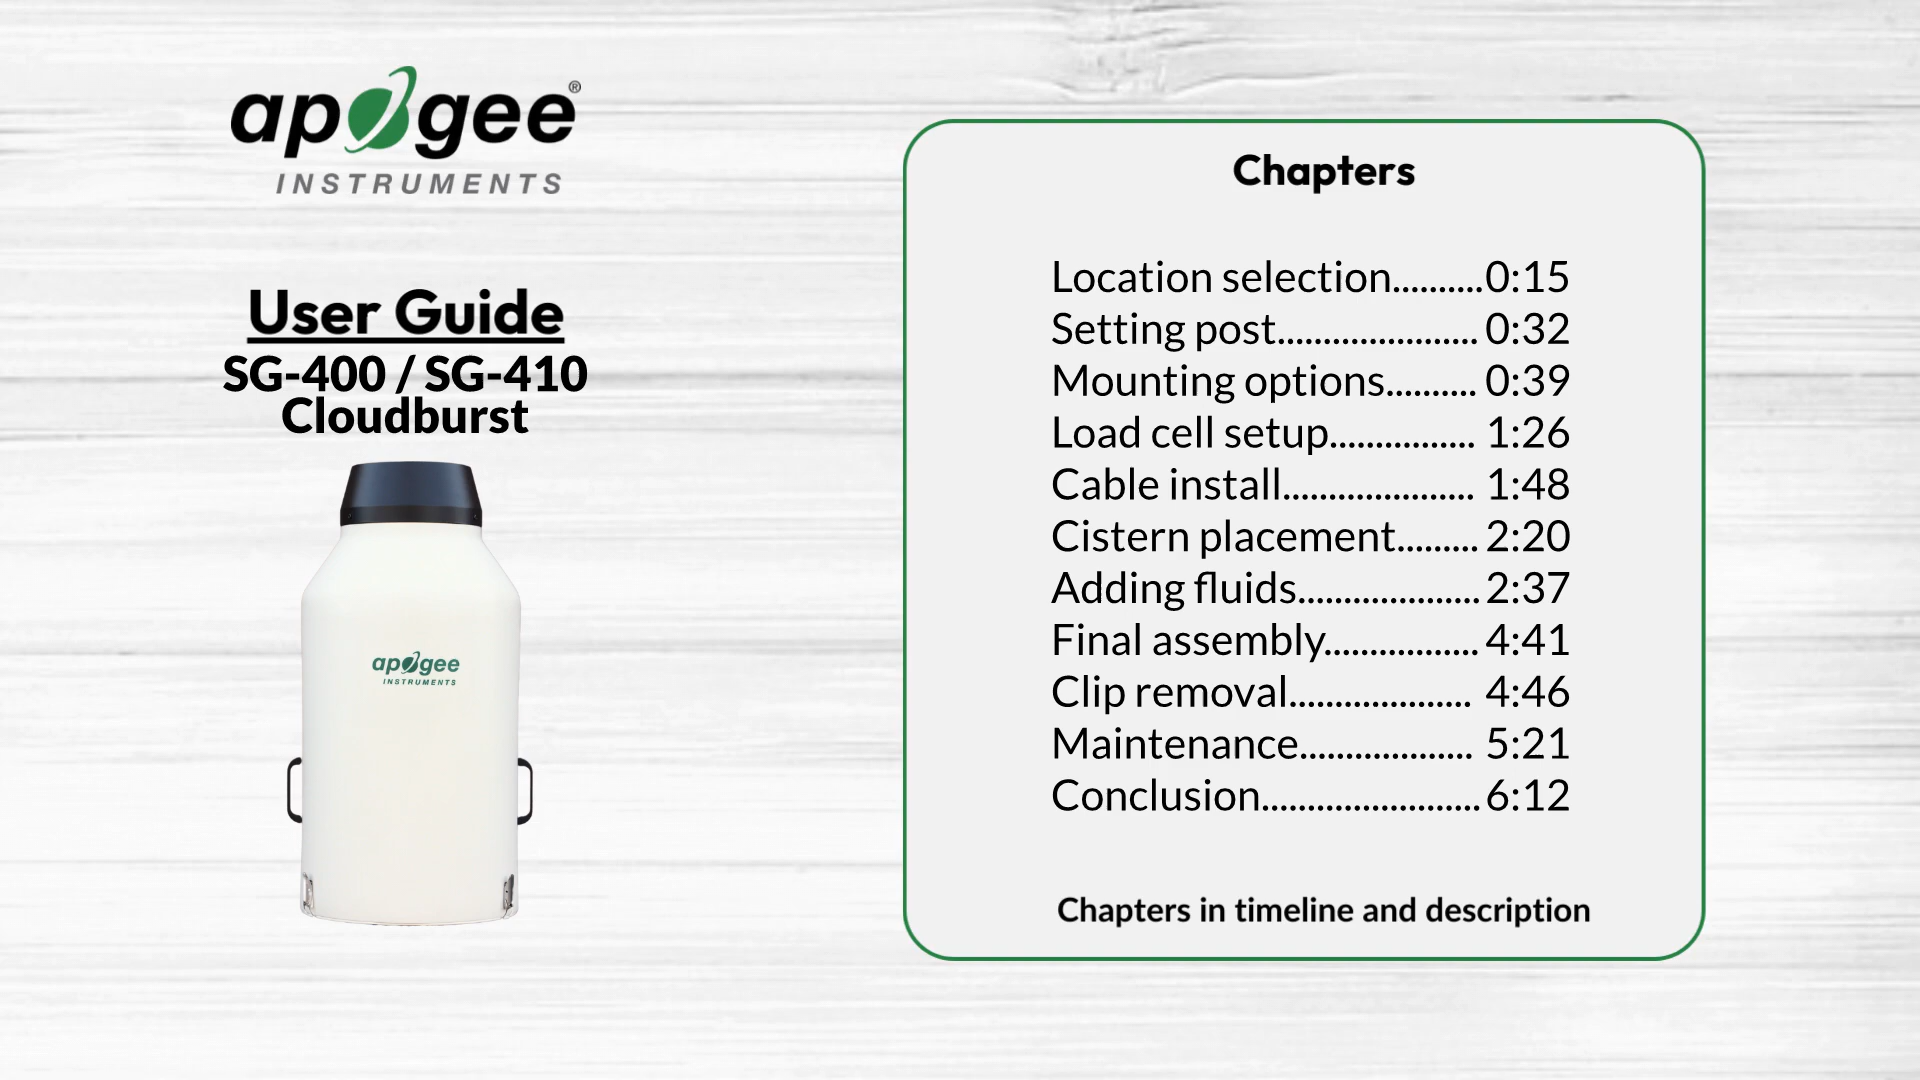 apogee®
INSTRUMENTS
User Guide
SG-400 / SG-410
Cloudburst
apogee
INSTRUMENTS
Chapters
Location selection..........0:15
Setting post...................... 0:32
Mounting options.......... 0:39
Load cell setup................ 1:26
Cable install..................... 1:48
Cistern placement......... 2:20
Adding fluids.................... 2:37
Final assembly................. 4:41
Clip removal.................... 4:46
Maintenance................... 5:21
Conclusion........................ 6:12
Chapters in timeline and description